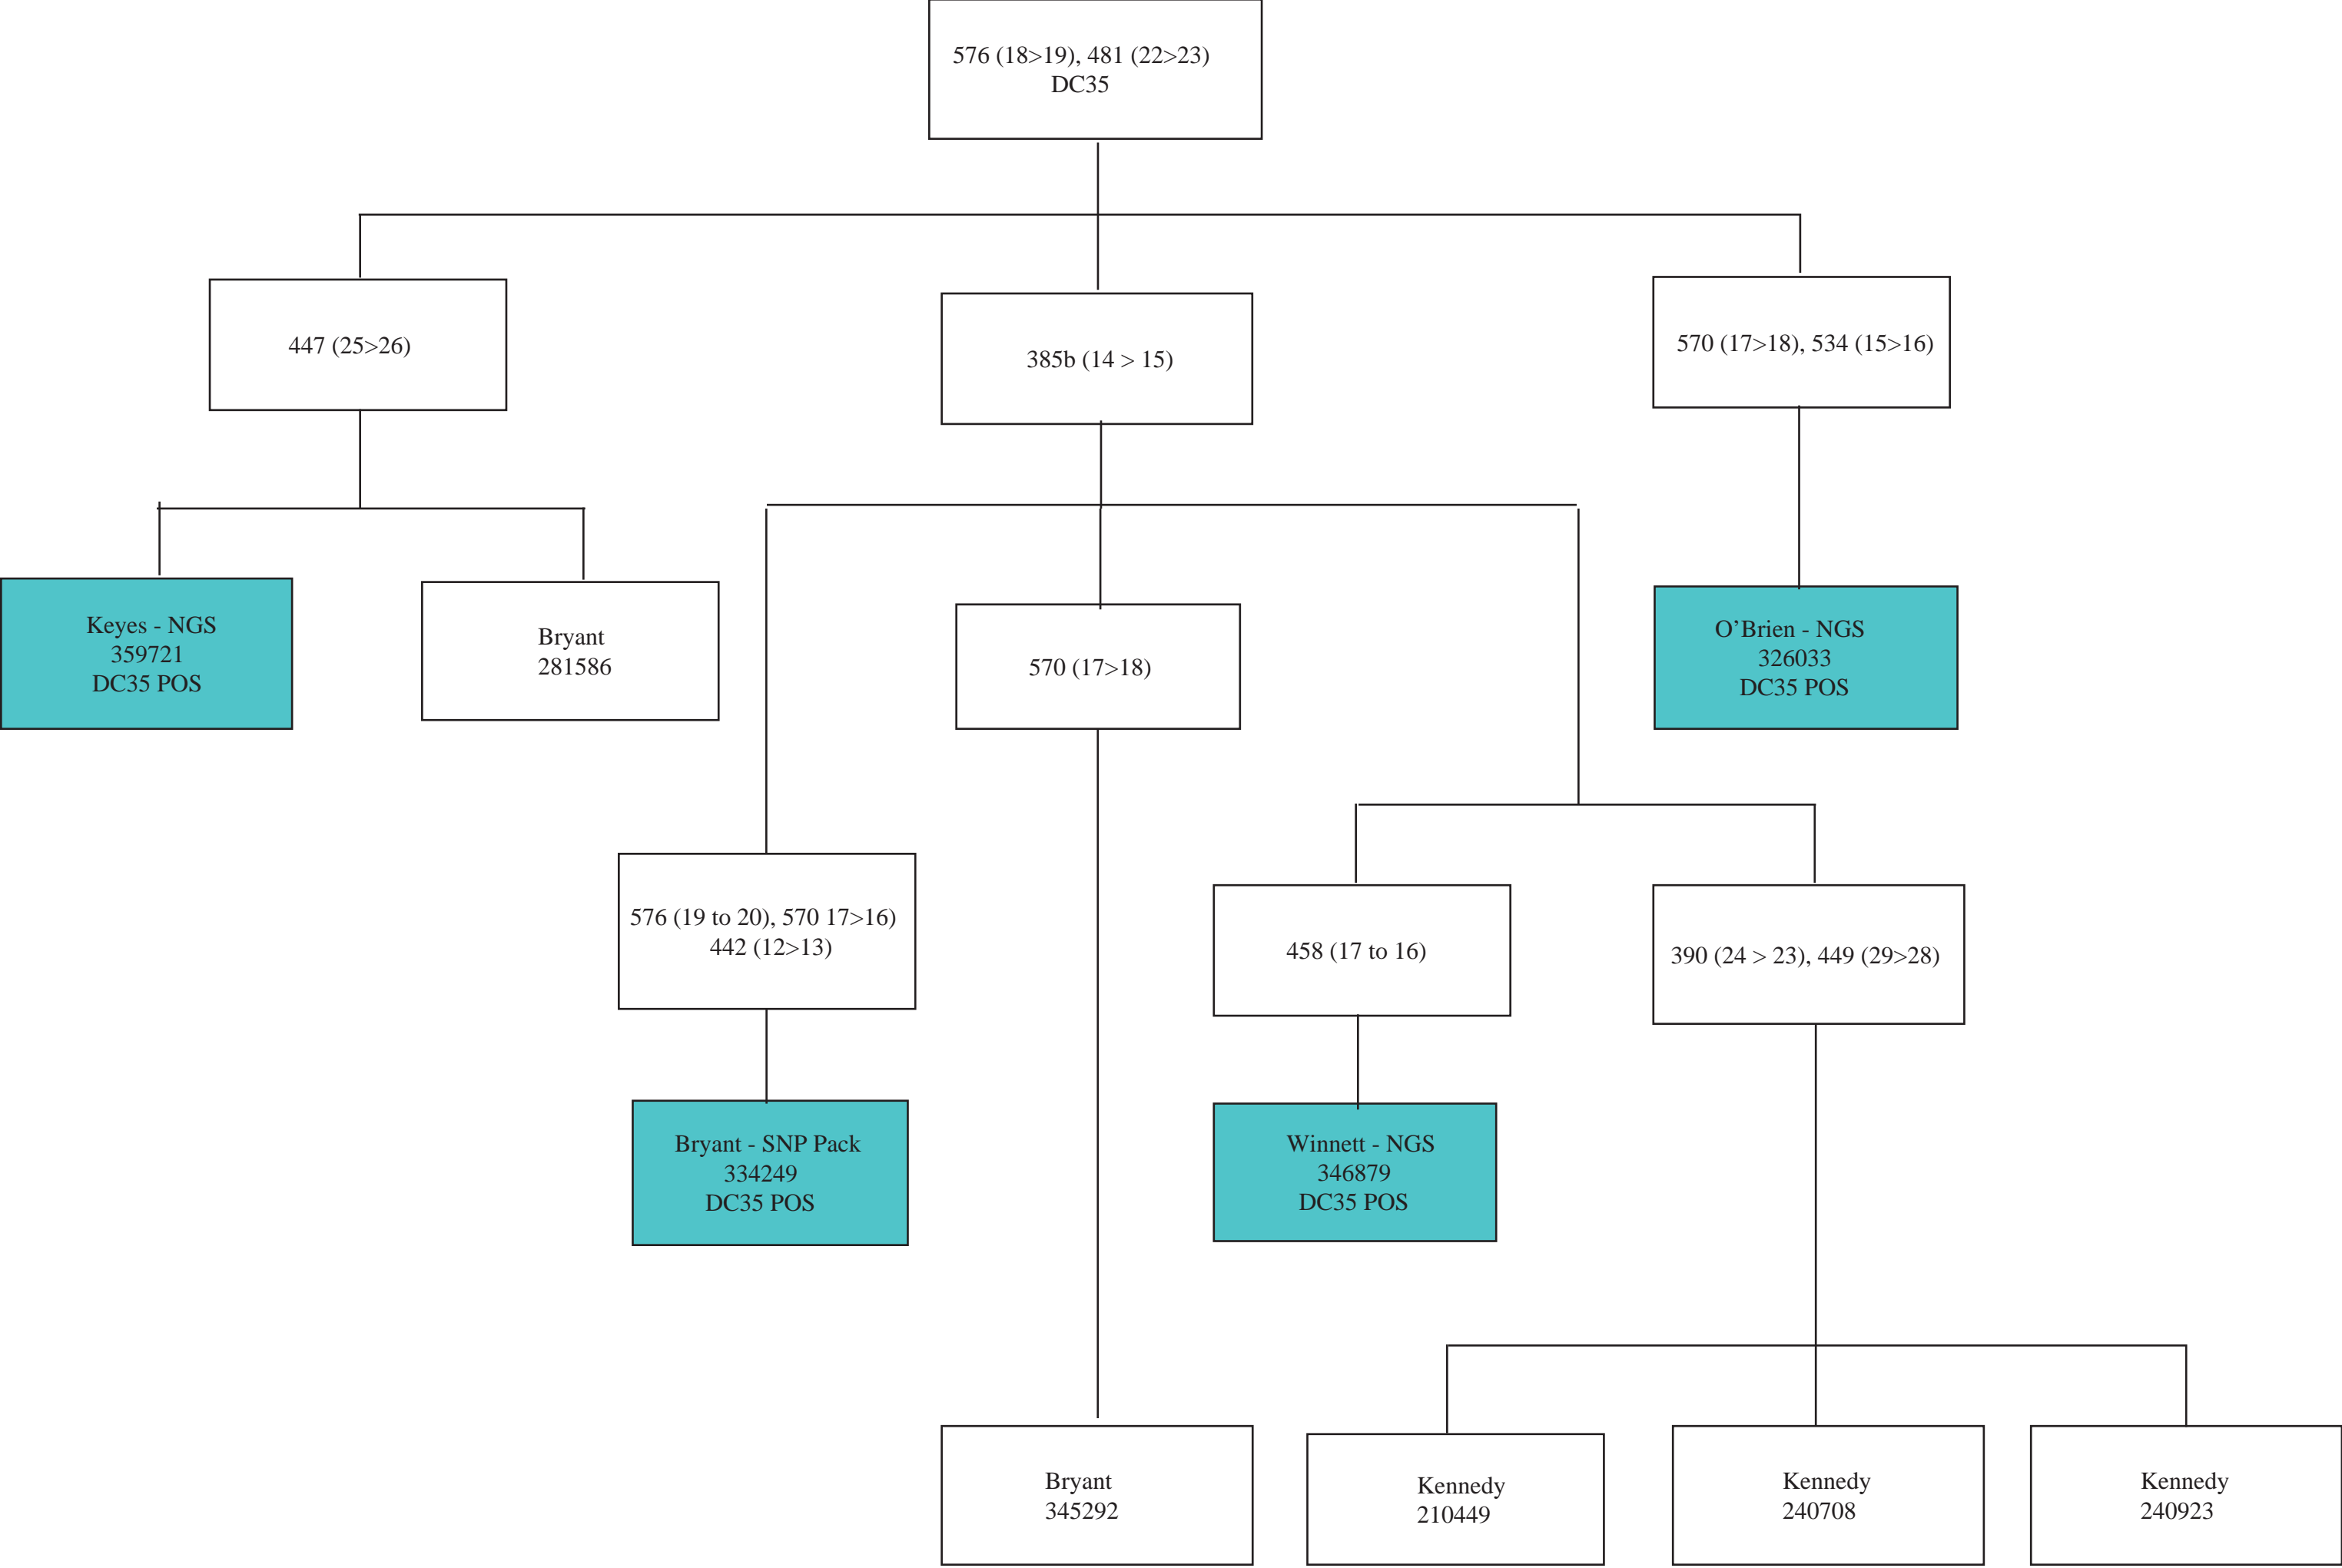 576 (18>19), 481 (22>23)
DC35
447 (25>26)
385b (14 > 15)
570 (17>18), 534 (15>16)
Keyes - NGS
359721
DC35 POS
Bryant
281586
570 (17>18)
O’Brien - NGS
326033
DC35 POS
576 (19 to 20), 570 17>16)
442 (12>13)
458 (17 to 16)
390 (24 > 23), 449 (29>28)
Bryant - SNP Pack
334249
DC35 POS
Winnett - NGS
346879
DC35 POS
Bryant
345292
Kennedy
210449
Kennedy
240708
Kennedy
240923